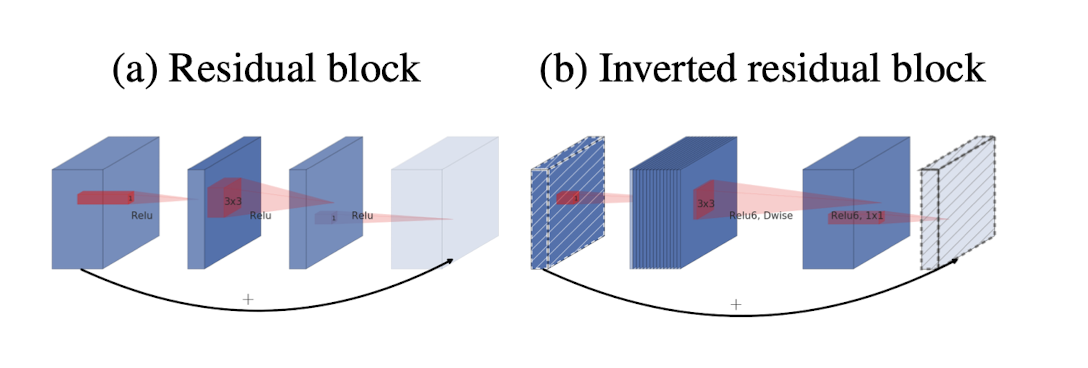 (a) Residual block
(b) Inverted residual block
1
Relu
3x3
Relu
1
Relu
+
1
3x3
Relu6, Dwise
Relu6, 1x1
+